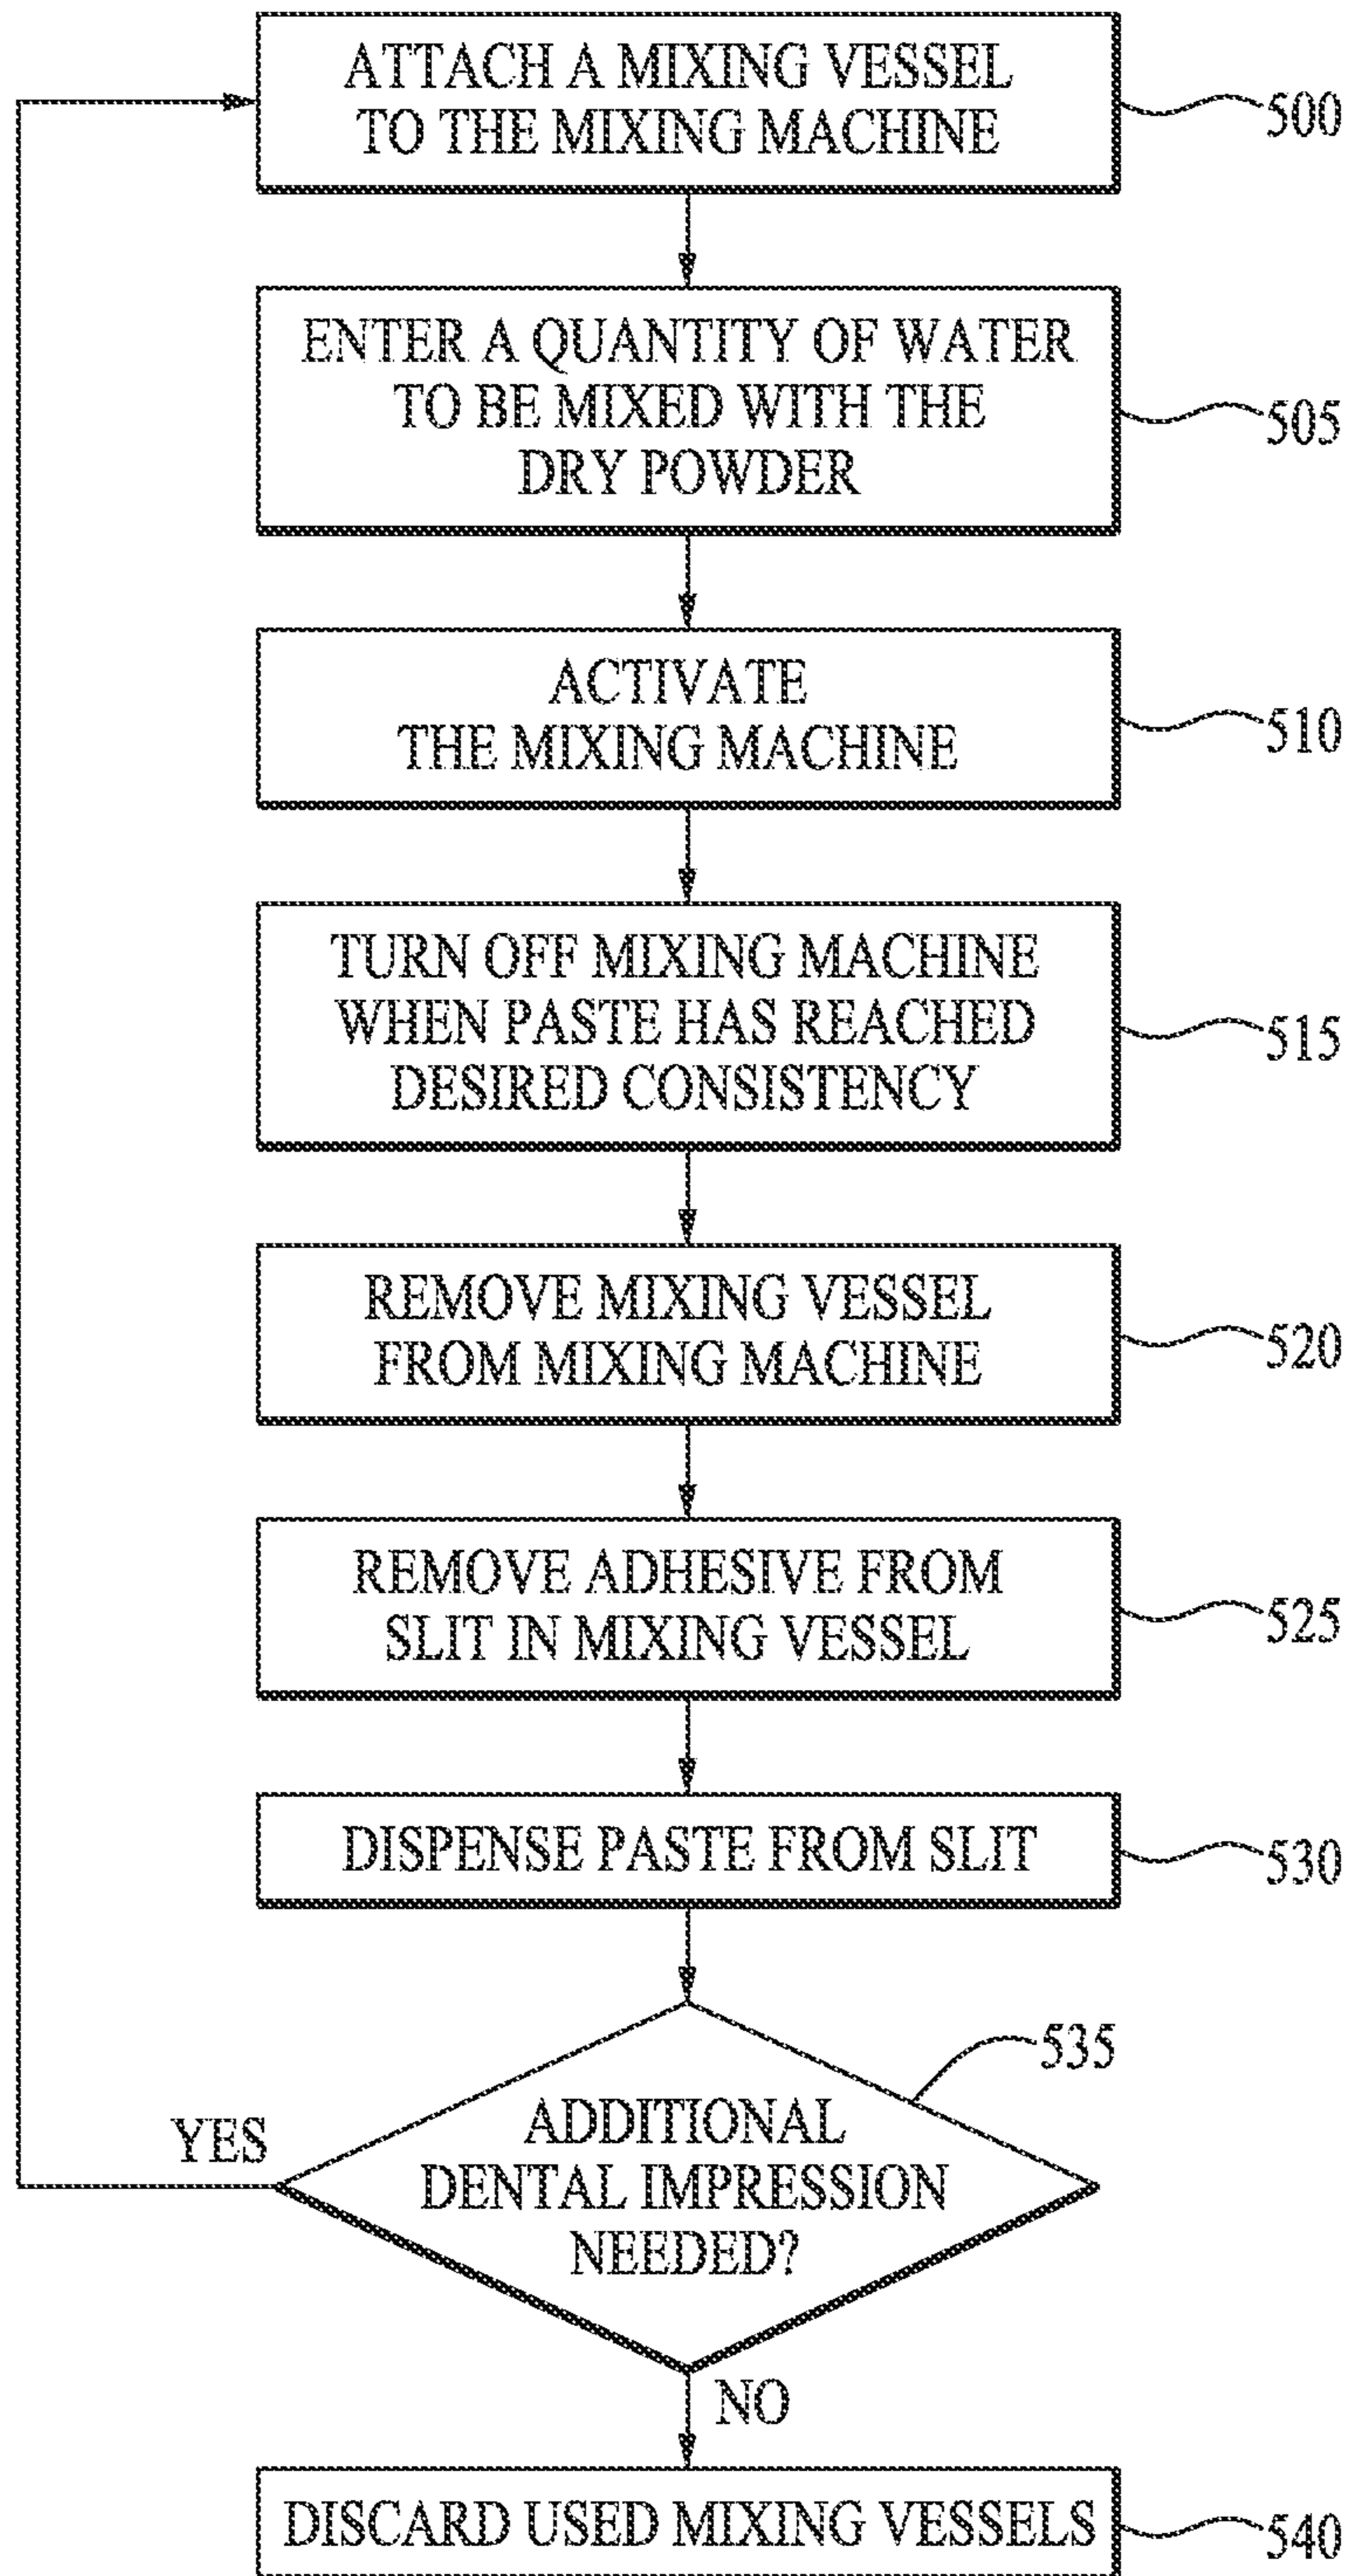 ATTACH A MIXING VESSEL
TO THE MIXING MACHINE
500
ENTER A QUANTITY OF WATER
TO BE MIXED WITH THE
DRY POWDER
505
ACTIVATE
THE MIXING MACHINE
510
TURN OFF MIXING MACHINE
WHEN PASTE HAS REACHED
DESIRED CONSISTENCY
515
REMOVE MIXING VESSEL
FROM MIXING MACHINE
520
REMOVE ADHESIVE FROM
SLIT IN MIXING VESSEL
525
DISPENSE PASTE FROM SLIT
530
535
YES
ADDITIONAL
DENTAL IMPRESSION
NEEDED?
NO
DISCARD USED MIXING VESSELS
540